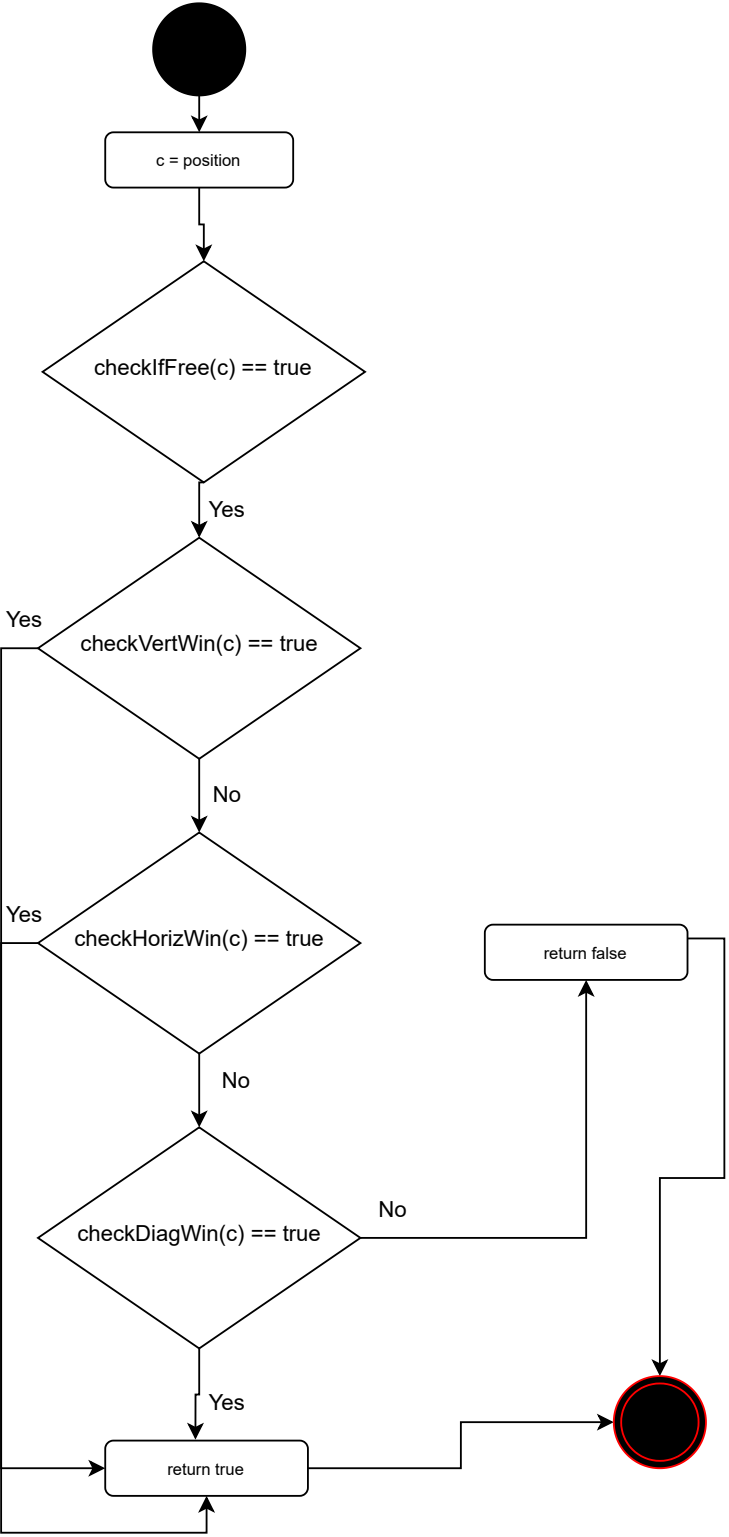 c = position
checkIfFree(c) == true
Yes
Yes
checkVertWin(c) == true
No
Yes
checkHorizWin(c) == true
return false
No
No
checkDiagWin(c) == true
Yes
return true